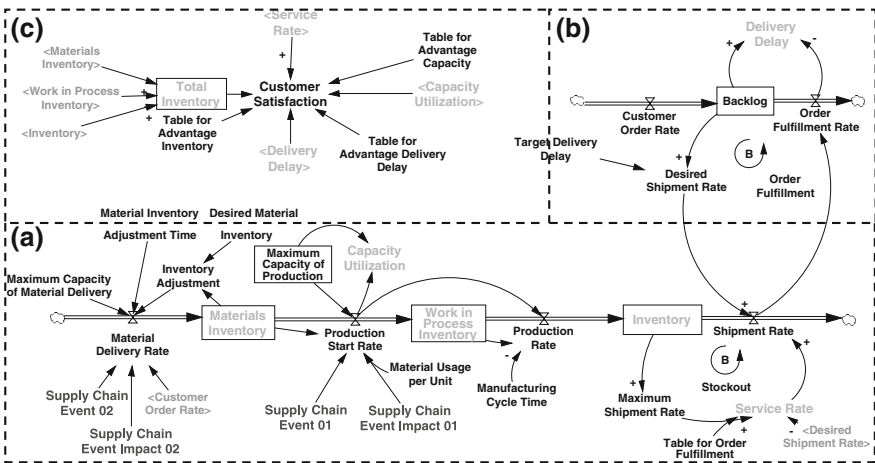 (c)
<Service
Rate>
+
<Materials
Inventory>
+
<Work in Process
Inventory>
+
<Inventory>
Total
Inventory
Table for
Advantage
Inventory
Customer
Satisfaction
Table for
Advantage
Capacity
<Capacity
Utilization>
<Delivery
Delay>
Table for
Advantage Delivery
Delay
(b)
Delivery
Delay
+
-
Customer
Order Rate
Backlog
Order
Fulfillment Rate
Target Delivery
Delay
+
Desired
Shipment Rate
B
Order
Fulfillment
(a)
Material Inventory
Adjustment Time
Desired Material
Inventory
Maximum Capacity
of Material Delivery
Inventory
Adjustment
Maximum
Capacity of
Production
Capacity
Utilization
Material
Delivery Rate
Materials
Inventory
Production
Start Rate
Work in
Process
Inventory
Production
Rate
-
Inventory
+
Shipment Rate
Supply Chain
Event 02
<Customer
Order Rate>
Supply Chain
Event Impact 02
Material Usage
per Unit
Supply Chain
Event 01
Supply Chain
Event Impact 01
Manufacturing
Cycle Time
B
Stockout
+
+
Maximum
Shipment Rate
Service Rate
+
-
Table for Order
Fulfillment
<Desired
Shipment Rate>